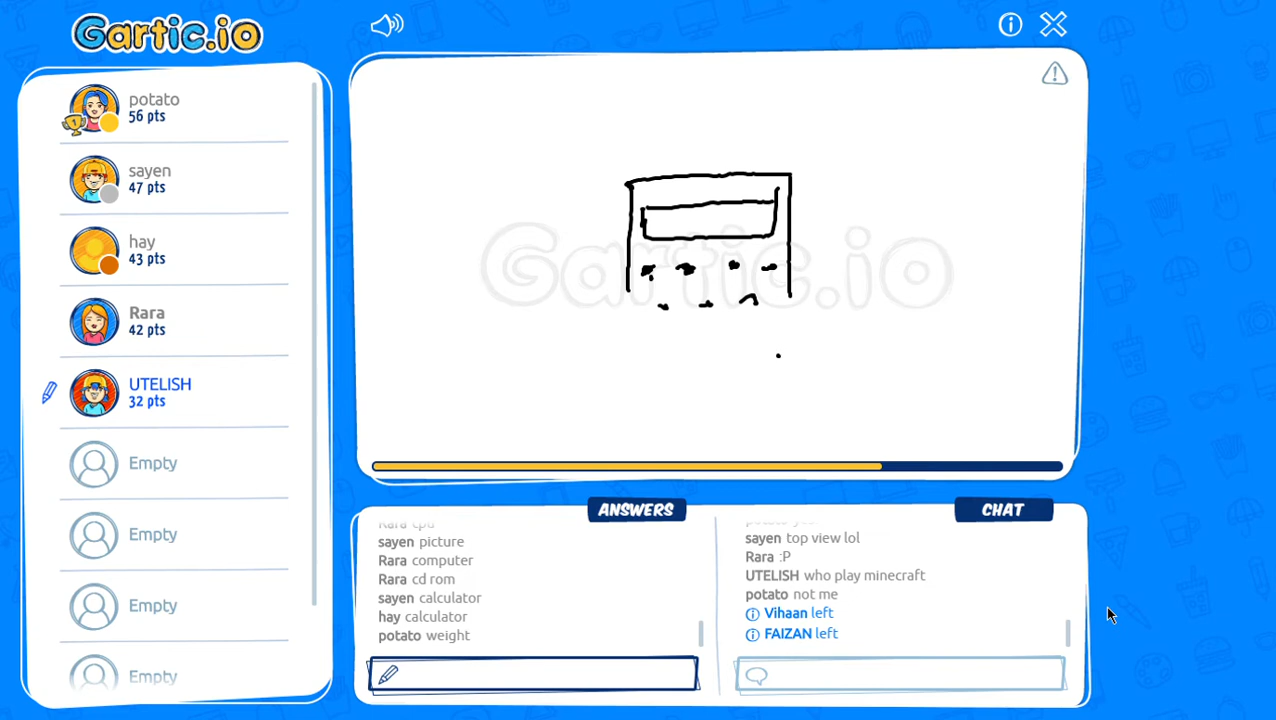 Gartic.io
potato
56 pts
sayen
47 pts
hay
43 pts
Rara
42 pts
UTELISH
32 pts
Empty
Empty
Empty
Empty
Gartic.io
ANSWERS
Rara cpu
sayen picture
Rara computer
Rara cd rom
sayen calculator
hay calculator
potato weight
CHAT
sayen top view lol
Rara :P
UTELISH who play minecraft
potato not me
Vihaan left
FAIZAN left